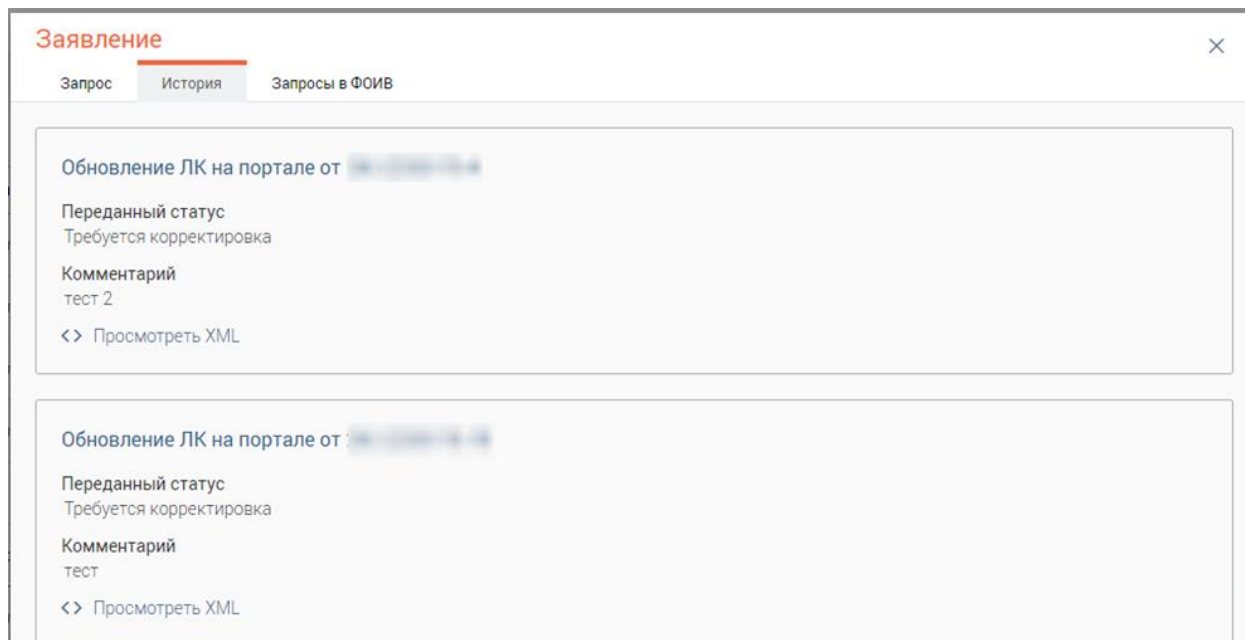 Заявление
Запрос История Запросы в ФОИВ
Обновление ЛК на портале от
Переданный статус
Требуется корректировка
Комментарий
тест 2
<> Просмотреть XML
Обновление ЛК на портале от
Переданный статус
Требуется корректировка
Комментарий
тест
<> Просмотреть XML